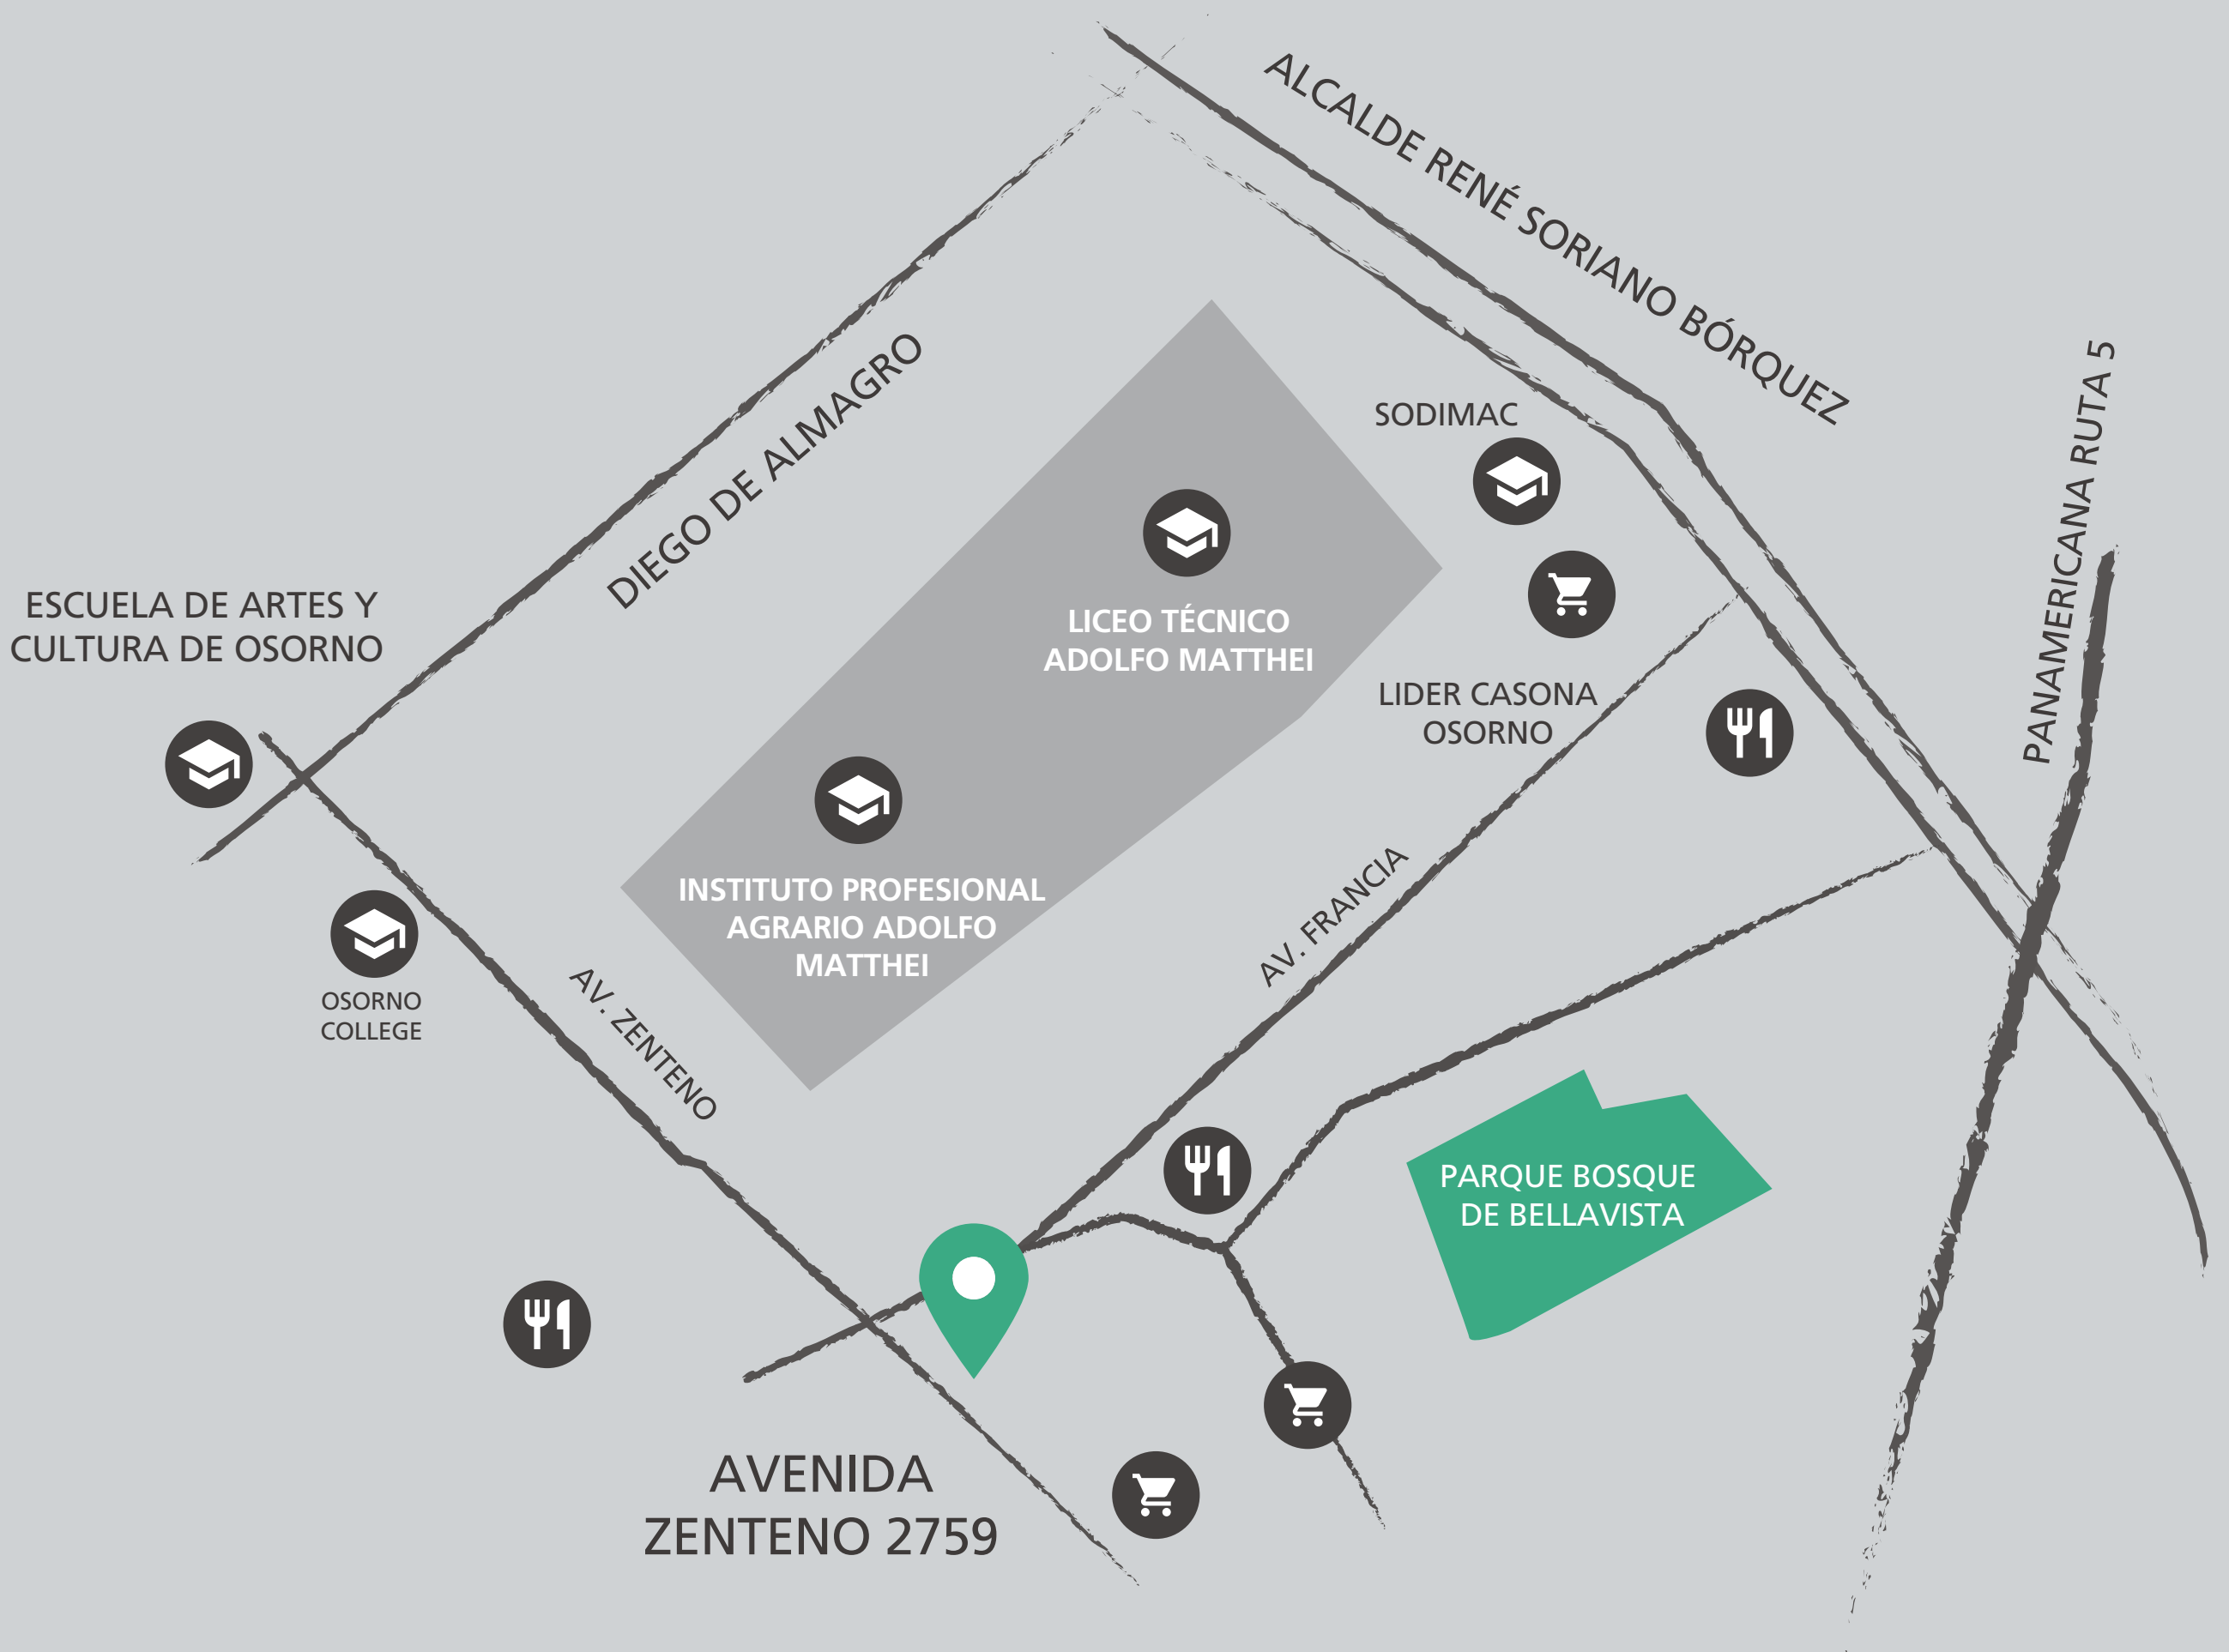 ALCALDE RENÉ SORIANO BÓRQUEZ
PANAMERICANA RUTA 5
DIEGO DE ALMAGRO
SODIMAC
ESCUELA DE ARTES Y
CULTURA DE OSORNO
LICEO TÉCNICO
ADOLFO MATTHEI
LIDER CASONA
OSORNO
INSTITUTO PROFESIONAL
AGRARIO ADOLFO
MATTHEI
AV. FRANCIA
OSORNO
COLLEGE
AV. ZENTENO
PARQUE BOSQUE
DE BELLAVISTA
AVENIDA
ZENTENO 2759